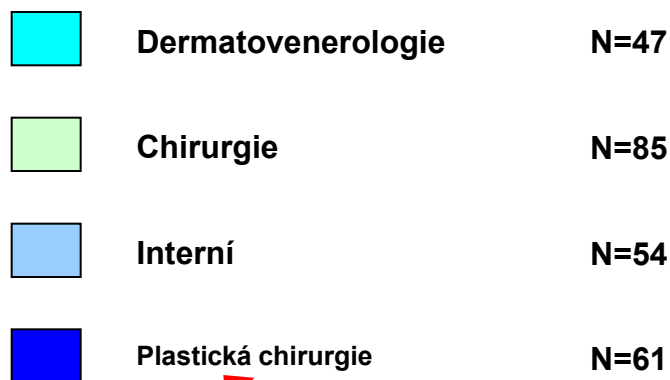 Dermatovenerologie N=47
Chirurgie N=85
Interní N=54
Plastická chirurgie N=61